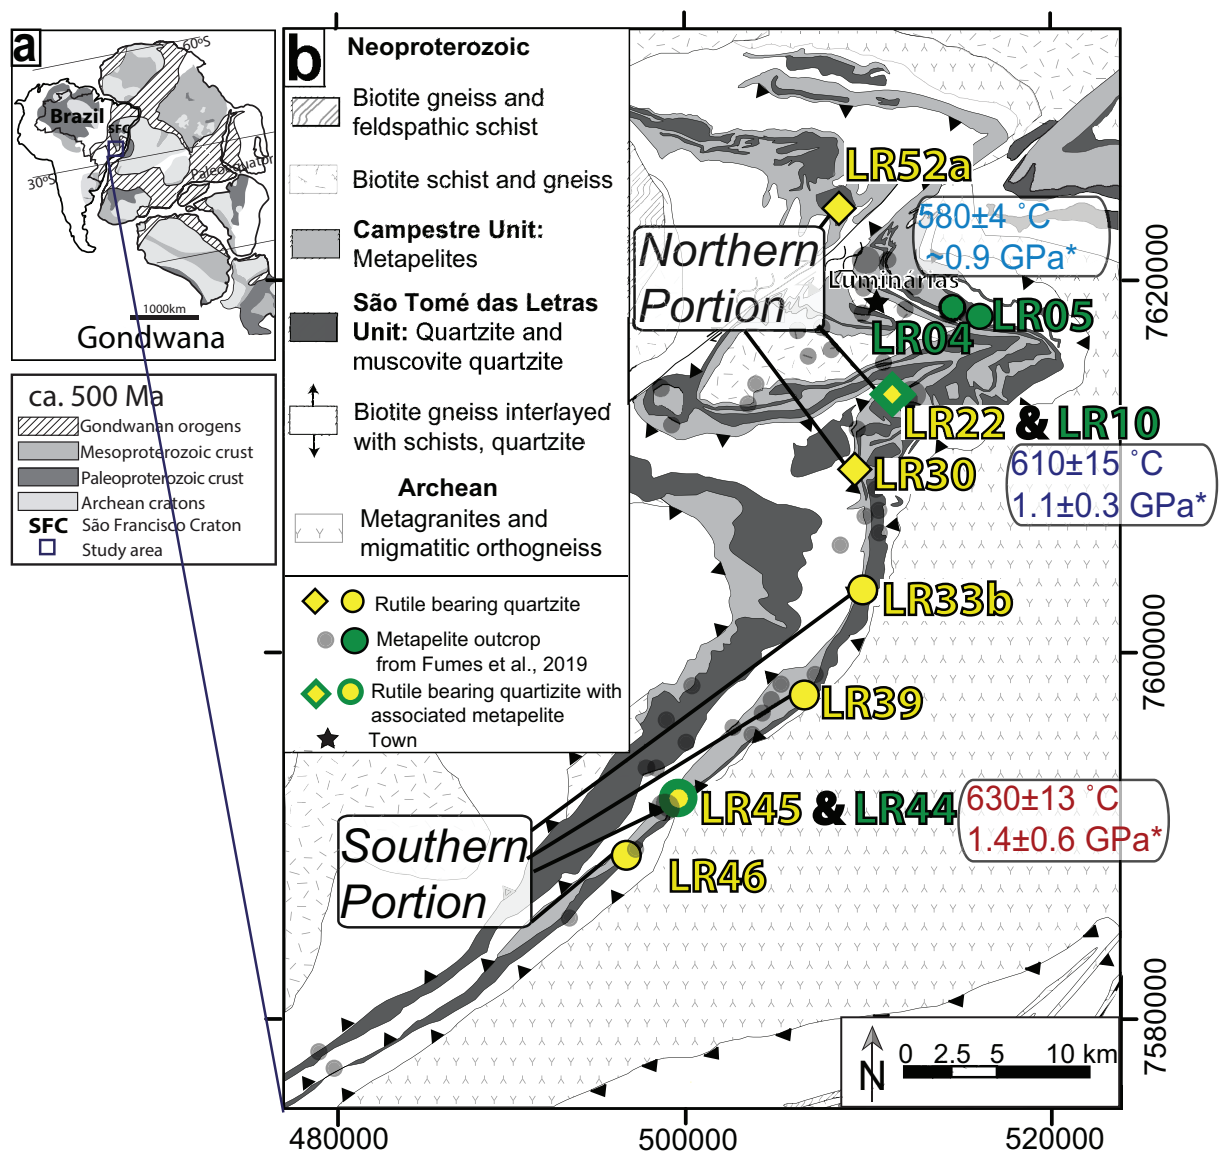 a
60°S
Brazil
SFC
30°S
Paleoequator
1000km
Gondwana
ca. 500 Ma
Gondwanan orogens
Mesoproterozoic crust
Paleoproterozoic crust
Archean cratons
SFC São Francisco Craton
Study area
b
Neoproterozoic
Biotite gneiss and
feldspathic schist
Biotite schist and gneiss
Campestre Unit:
Metapelites
São Tomé das Letras
Unit: Quartzite and
muscovite quartzite
Biotite gneiss interlayed
with schists, quartzite
Archean
Metagranites and
migmatitic orthogneiss
Rutile bearing quartzite
Metapelite outcrop
from Fumes et al., 2019
Rutile bearing quartizite with
associated metapelite
Town
LR52a
580±4 °C
~0.9 GPa*
Northern
Portion
Luminárias
LR04
LR05
LR22 & LR10
610±15 °C
1.1±0.3 GPa*
LR30
LR33b
LR39
LR45 & LR44
630±13 °C
1.4±0.6 GPa*
LR46
Southern
Portion
N
0 2.5 5 10 km
7620000
7600000
7580000
480000
500000
520000